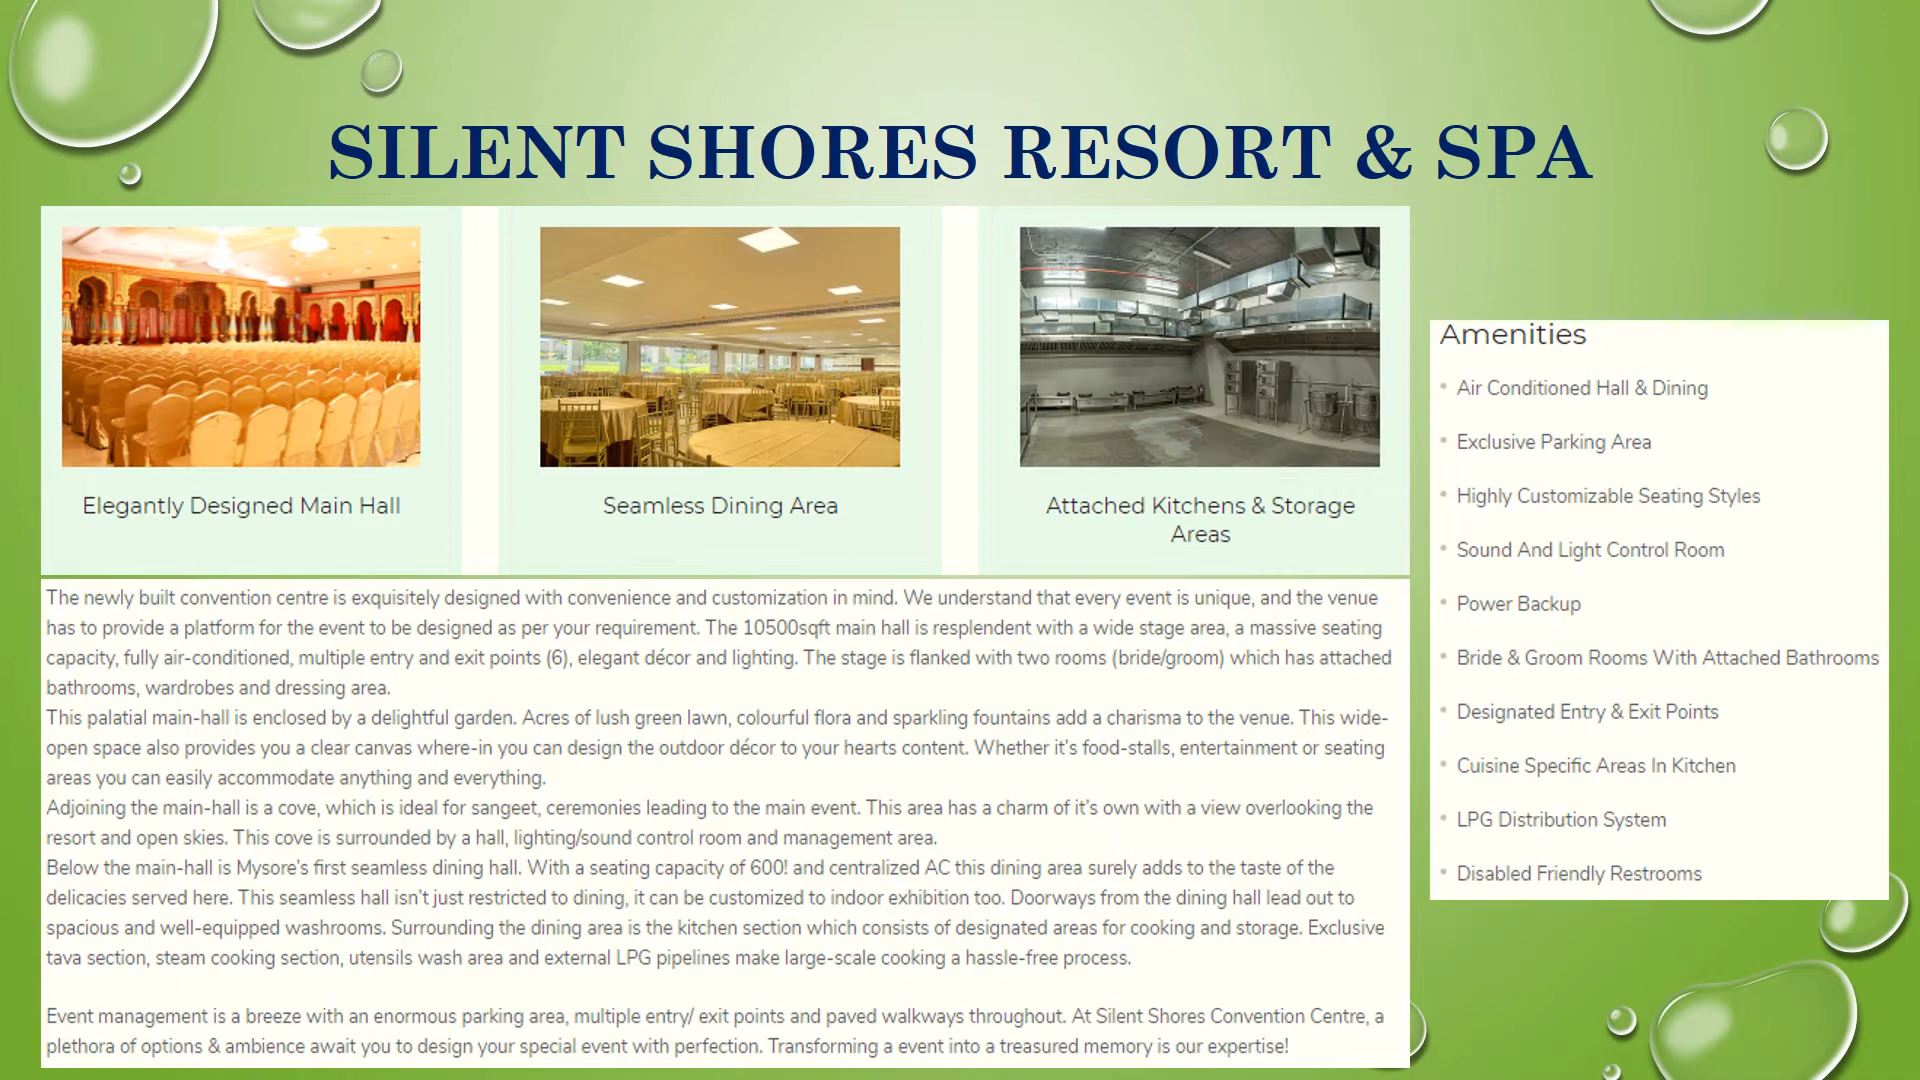 SILENT SHORES RESORT & SPA
Elegantly Designed Main Hall
Seamless Dining Area
Attached Kitchens & Storage
Areas
The newly built convention centre is exquisitely designed with convenience and customization in mind. We understand that every event is unique, and the venue
has to provide a platform for the event to be designed as per your requirement. The 10500sqft main hall is resplendent with a wide stage area, a massive seating
capacity, fully air-conditioned, multiple entry and exit points (6), elegant décor and lighting. The stage is flanked with two rooms (bride/groom) which has attached
bathrooms, wardrobes and dressing area.
This palatial main-hall is enclosed by a delightful garden. Acres of lush green lawn, colourful flora and sparkling fountains add a charisma to the venue. This wide-
open space also provides you a clear canvas where-in you can design the outdoor décor to your hearts content. Whether it's food-stalls, entertainment or seating
areas you can easily accommodate anything and everything.
Adjoining the main-hall is a cove, which is ideal for sangeet, ceremonies leading to the main event. This area has a charm of it's own with a view overlooking the
resort and open skies. This cove is surrounded by a hall, lighting/sound control room and management area.
Below the main-hall is Mysore's first seamless dining hall. With a seating capacity of 600! and centralized AC this dining area surely adds to the taste of the
delicacies served here. This seamless hall isn't just restricted to dining, it can be customized to indoor exhibition too. Doorways from the dining hall lead out to
spacious and well-equipped washrooms. Surrounding the dining area is the kitchen section which consists of designated areas for cooking and storage. Exclusive
tava section, steam cooking section, utensils wash area and external LPG pipelines make large-scale cooking a hassle-free process.
Event management is a breeze with an enormous parking area, multiple entry/ exit points and paved walkways throughout. At Silent Shores Convention Centre, a
plethora of options & ambience await you to design your special event with perfection. Transforming a event into a treasured memory is our expertise!
Amenities
• Air Conditioned Hall & Dining
• Exclusive Parking Area
• Highly Customizable Seating Styles
• Sound And Light Control Room
• Power Backup
• Bride & Groom Rooms With Attached Bathrooms
• Designated Entry & Exit Points
• Cuisine Specific Areas In Kitchen
• LPG Distribution System
• Disabled Friendly Restrooms